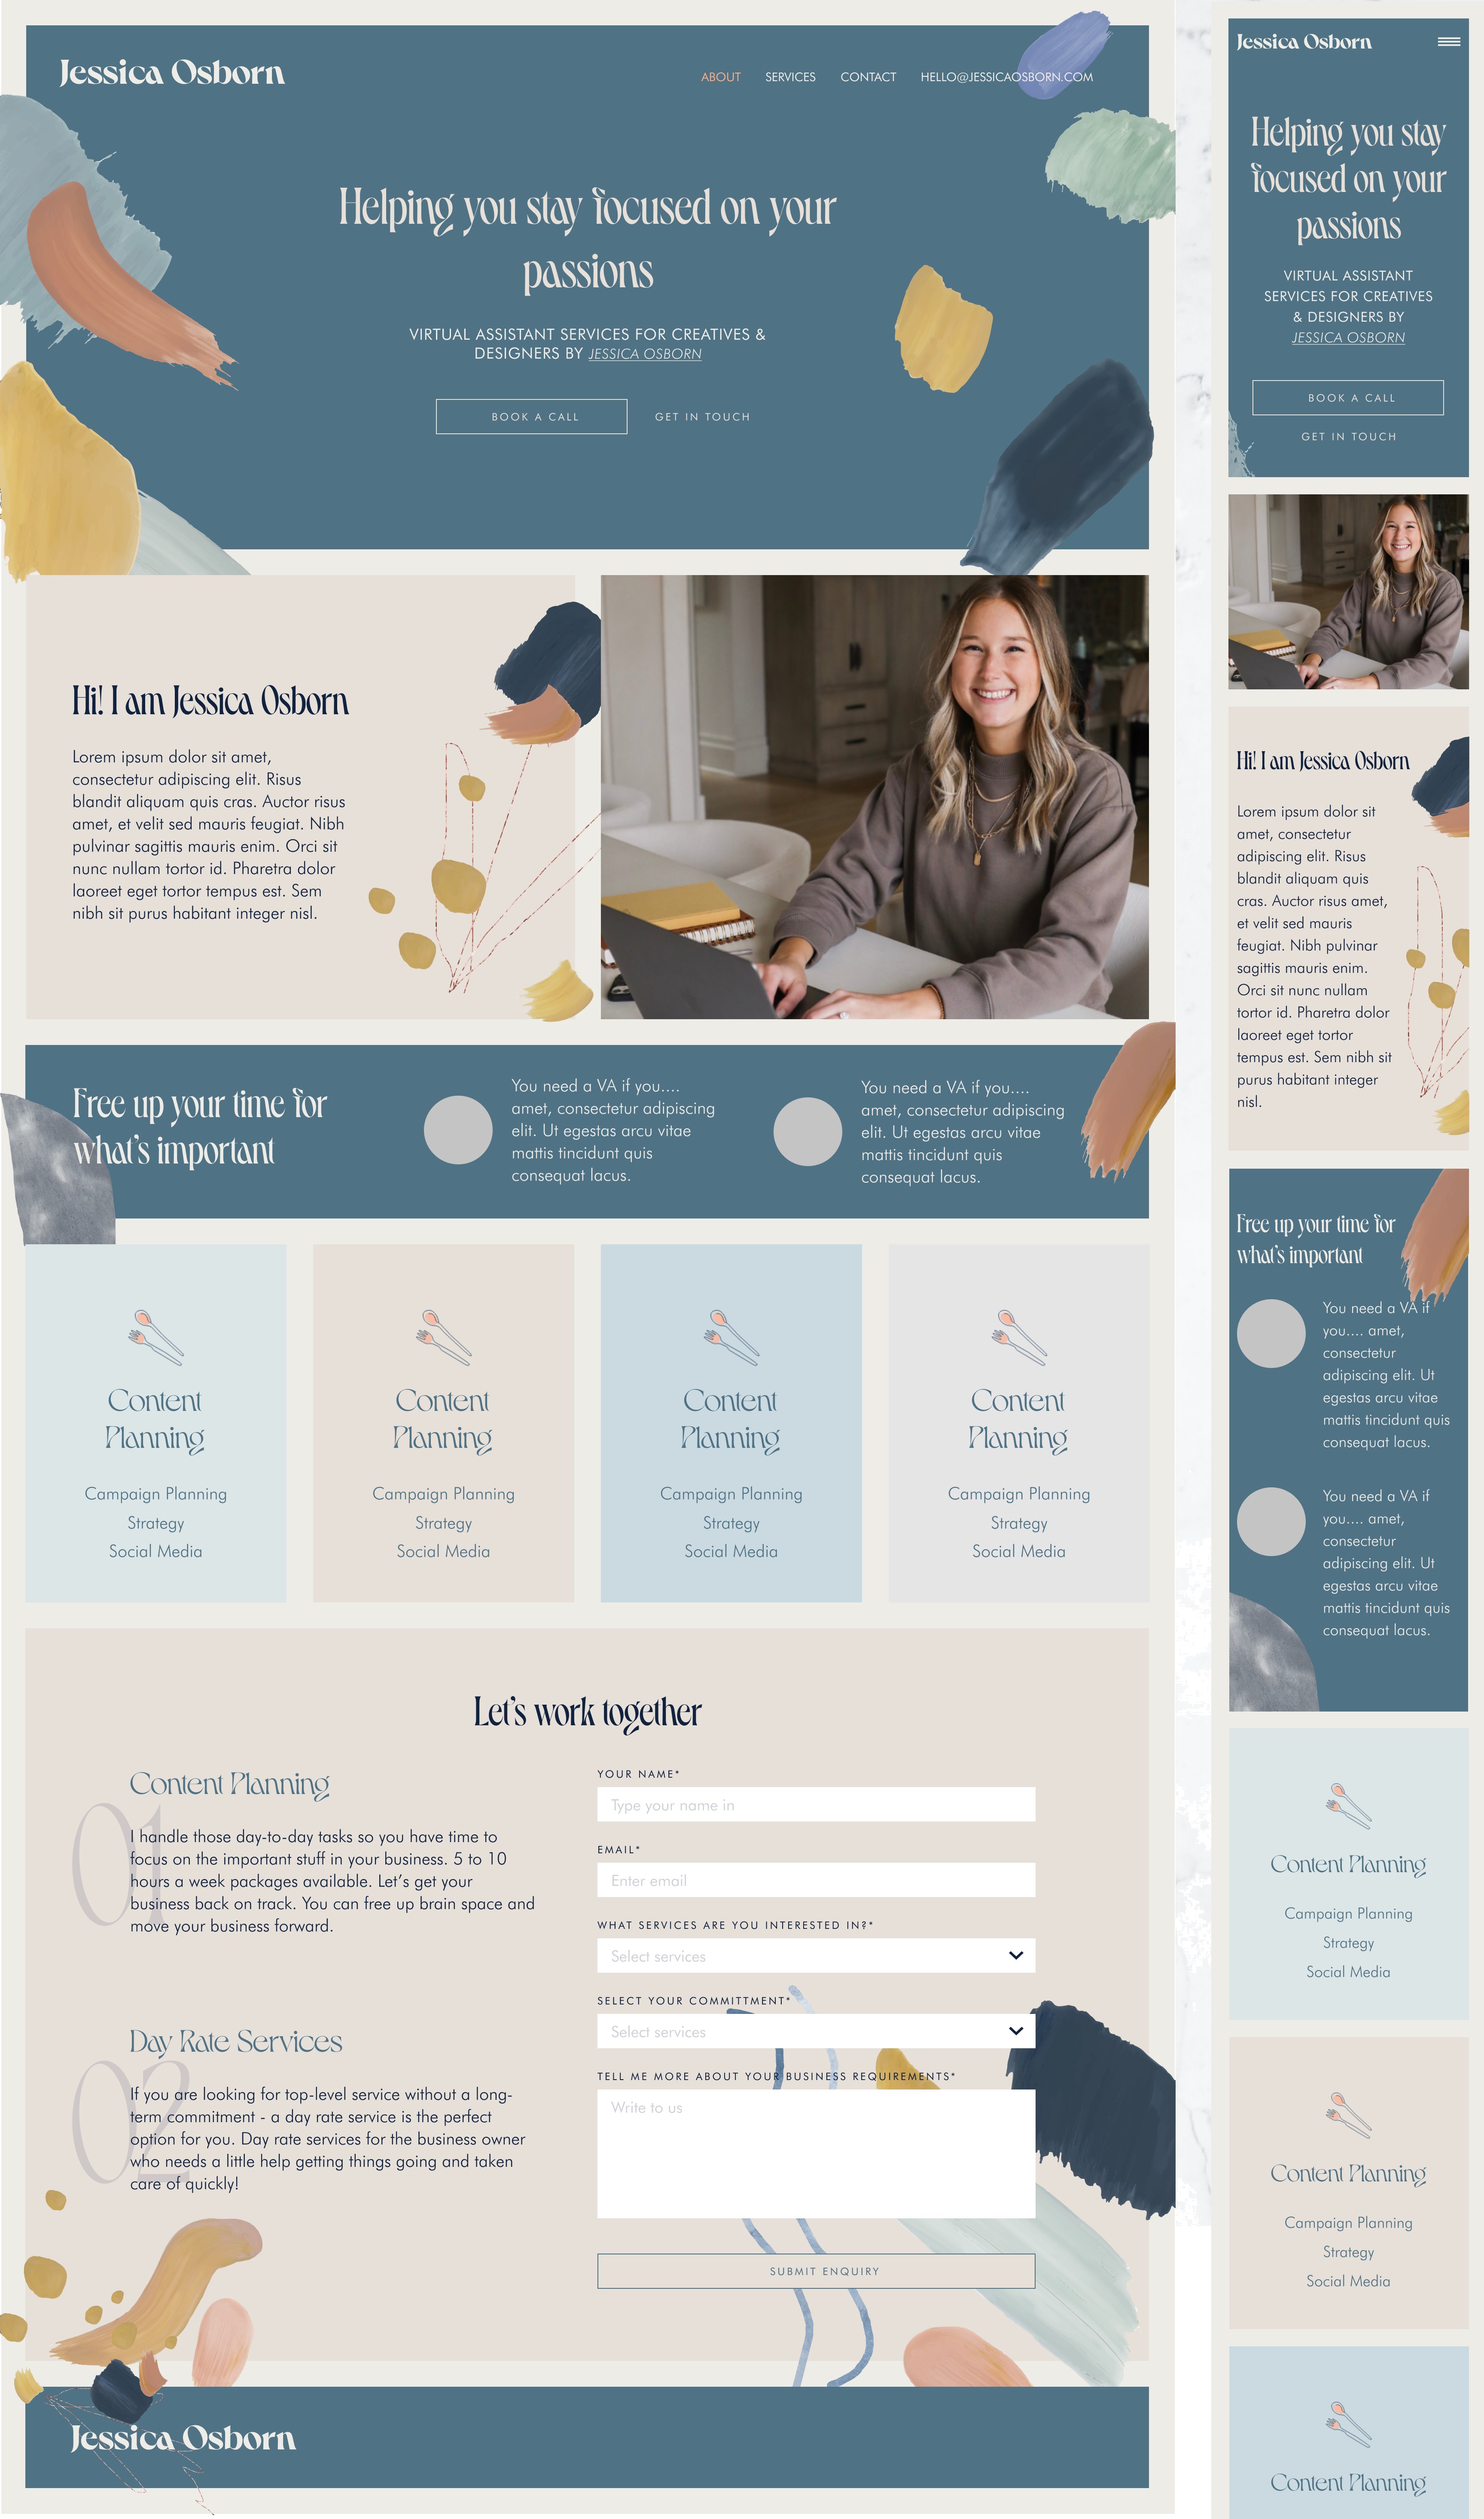 Jessica Osborn
ABOUT SERVICES CONTACT HELLO@JESSICAOSBORN.COM
Helping you stay focused on your
passions
VIRTUAL ASSISTANT SERVICES FOR CREATIVES &
DESIGNERS BY JESSICA OSBORN
BOOK A CALL GET IN TOUCH
Hi! I am Jessica Osborn
Lorem ipsum dolor sit amet,
consectetur adipiscing elit. Risus
blandit aliquam quis cras. Auctor risus
amet, et velit sed mauris feugiat. Nibh
pulvinar sagittis mauris enim. Orci sit
nunc nullam tortor id. Pharetra dolor
laoreet eget tortor tempus est. Sem
nibh sit purus habitant integer nisl.
Free up your time for
what's important
You need a VA if you....
amet, consectetur adipiscing
elit. Ut egestas arcu vitae
mattis tincidunt quis
consequat lacus.
You need a VA if you....
amet, consectetur adipiscing
elit. Ut egestas arcu vitae
mattis tincidunt quis
consequat lacus.
Content
Planning
Campaign Planning
Strategy
Social Media
Content
Planning
Campaign Planning
Strategy
Social Media
Content
Planning
Campaign Planning
Strategy
Social Media
Content
Planning
Campaign Planning
Strategy
Social Media
Let's work together
Content Planning
01
I handle those day-to-day tasks so you have time to
focus on the important stuff in your business. 5 to 10
hours a week packages available. Let's get your
business back on track. You can free up brain space and
move your business forward.
Day Rate Services
02
If you are looking for top-level service without a long-
term commitment - a day rate service is the perfect
option for you. Day rate services for the business owner
who needs a little help getting things going and taken
care of quickly!
YOUR NAME*
Type your name in
EMAIL*
Enter email
WHAT SERVICES ARE YOU INTERESTED IN?*
Select services
SELECT YOUR COMMITTMENT*
Select services
TELL ME MORE ABOUT YOUR BUSINESS REQUIREMENTS*
Write to us
SUBMIT ENQUIRY
Jessica Osborn
Jessica Osborn
Helping you stay
focused on your
passions
VIRTUAL ASSISTANT
SERVICES FOR CREATIVES
& DESIGNERS BY
JESSICA OSBORN
BOOK A CALL
GET IN TOUCH
Hi! I am Jessica Osborn
Lorem ipsum dolor sit
amet, consectetur
adipiscing elit. Risus
blandit aliquam quis
cras. Auctor risus amet,
et velit sed mauris
feugiat. Nibh pulvinar
sagittis mauris enim.
Orci sit nunc nullam
tortor id. Pharetra dolor
laoreet eget tortor
tempus est. Sem nibh sit
purus habitant integer
nisl.
Free up your time for
what's important
You need a VA if
you.... amet,
consectetur
adipiscing elit. Ut
egestas arcu vitae
mattis tincidunt quis
consequat lacus.
You need a VA if
you.... amet,
consectetur
adipiscing elit. Ut
egestas arcu vitae
mattis tincidunt quis
consequat lacus.
Content Planning
Campaign Planning
Strategy
Social Media
Content Planning
Campaign Planning
Strategy
Social Media
Content Planning